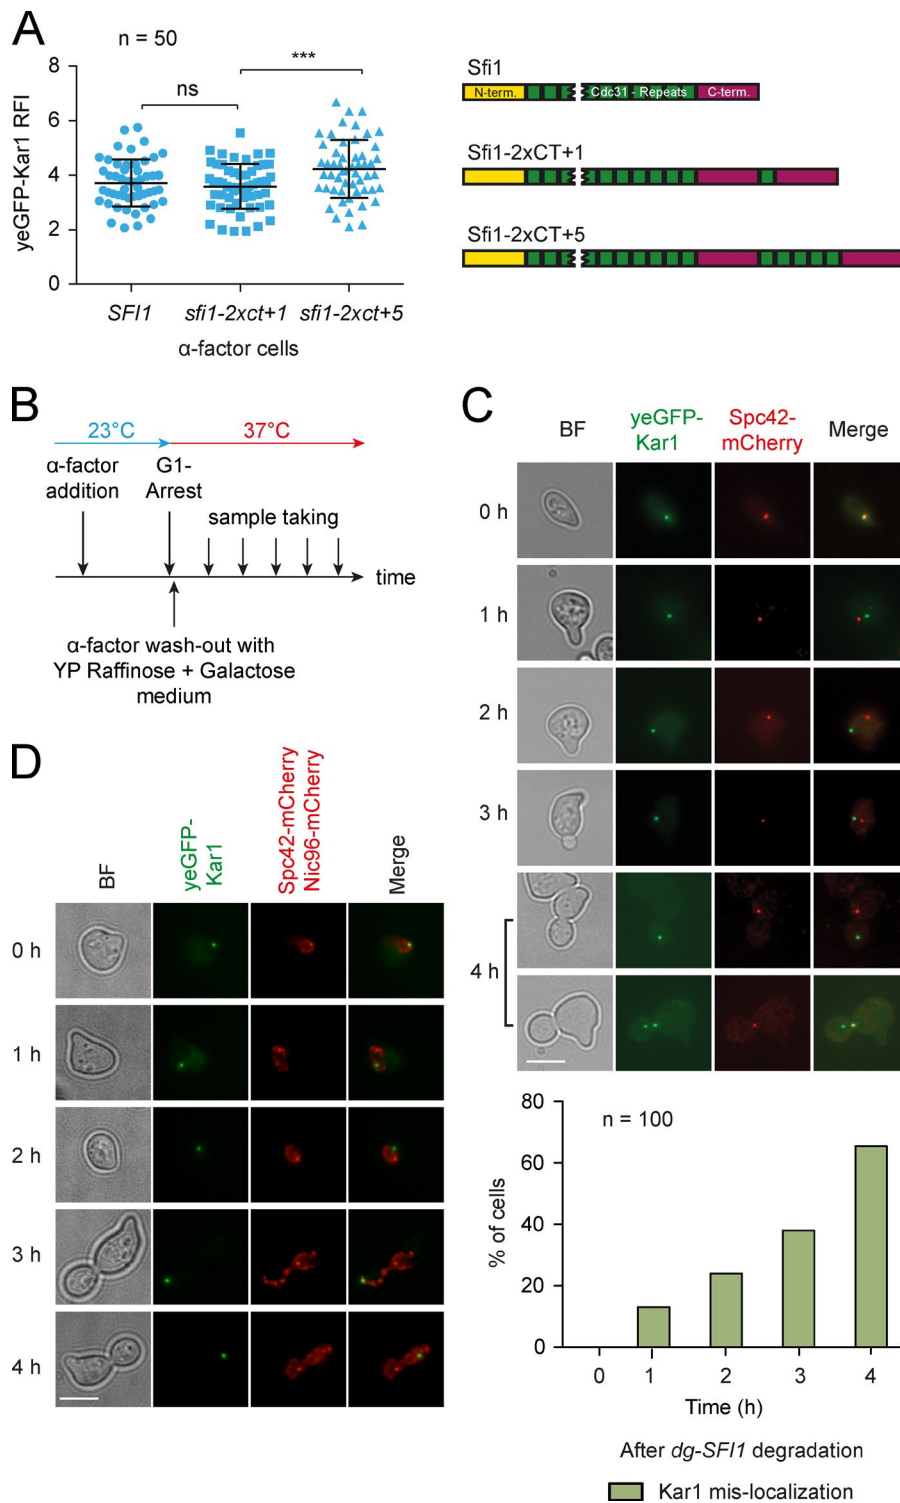 A
n = 50
8
6
4
2
0
yeGFP-Kar1 RFI
ns
***
SFI1
sfi1-2xct+1
sfi1-2xct+5
α-factor cells
Sfi1
N-term.
Cdc31 - Repeats
C-term.
Sfi1-2xCT+1
Sfi1-2xCT+5
B
23°C
37°C
α-factor
addition
G1-
Arrest
sample taking
time
α-factor wash-out with
YP Raffinose + Galactose
medium
C
BF
yeGFP-
Kar1
Spc42-
mCherry
Merge
0 h
1 h
2 h
3 h
4 h
80
60
40
20
0
% of cells
n = 100
0
1
2
3
4
Time (h)
After dg-SFI1 degradation
Kar1 mis-localization
D
BF
yeGFP-
Kar1
Spc42-mCherry
Nic96-mCherry
Merge
0 h
1 h
2 h
3 h
4 h